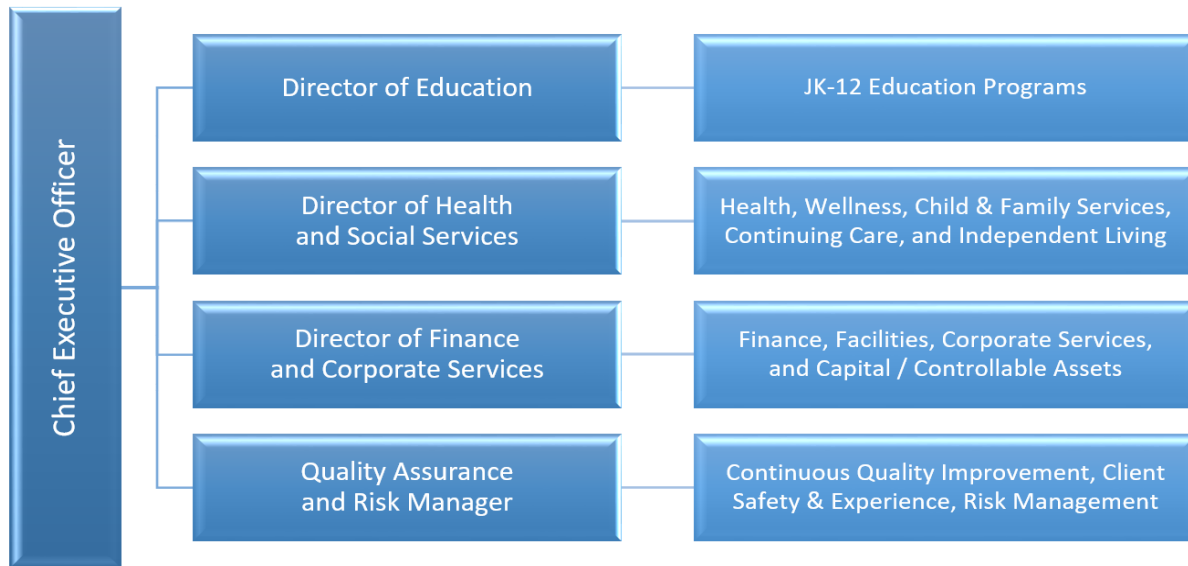 Chief Executive Officer
Director of Education
JK-12 Education Programs
Director of Health
and Social Services
Health, Wellness, Child & Family Services,
Continuing Care, and Independent Living
Director of Finance
and Corporate Services
Finance, Facilities, Corporate Services,
and Capital / Controllable Assets
Quality Assurance
and Risk Manager
Continuous Quality Improvement, Client
Safety & Experience, Risk Management